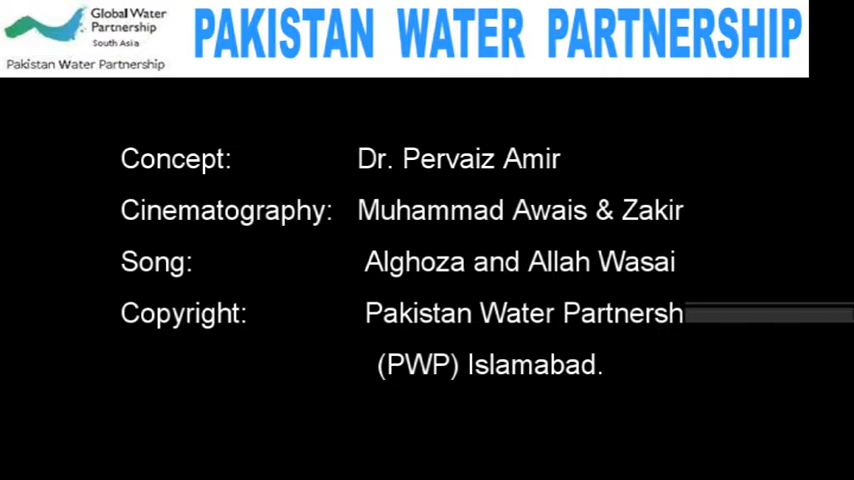 Global Water
Partnership
South Asia
Pakistan Water Partnership
PAKISTAN WATER PARTNERSHIP
Concept: Dr. Pervaiz Amir
Cinematography: Muhammad Awais & Zakir
Song: Alghoza and Allah Wasai
Copyright: Pakistan Water Partnersh
(PWP) Islamabad.